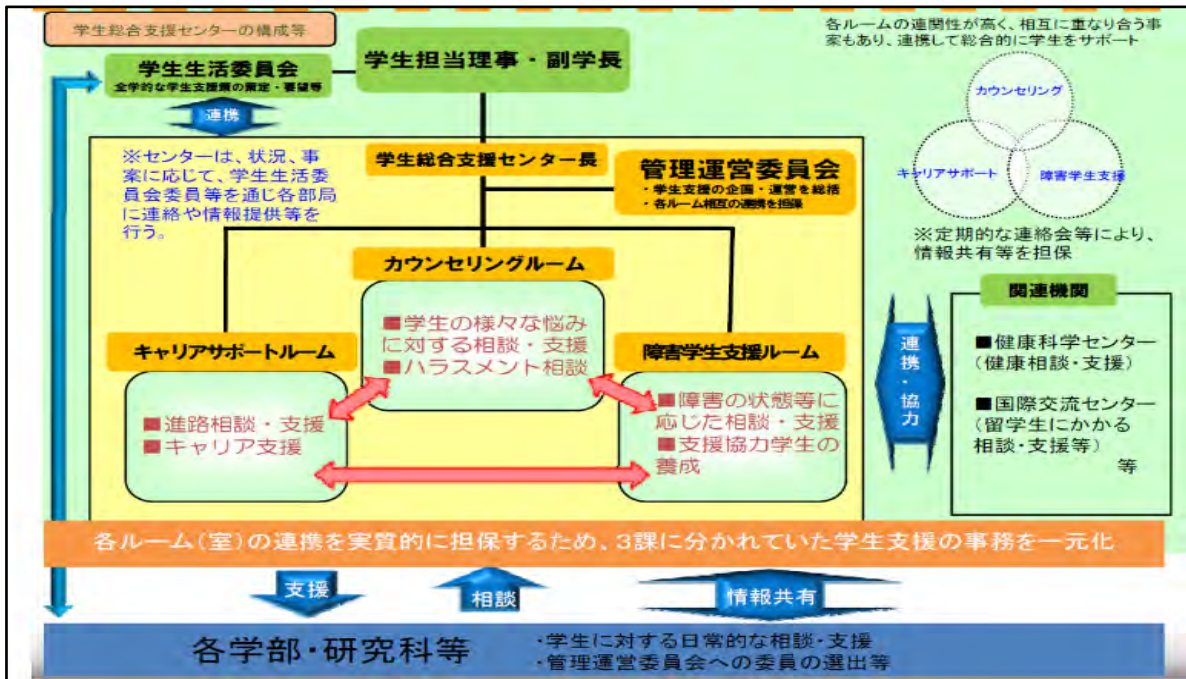 学生総合支援センターの構成等
学生担当理事・副学長
学生生活委員会
全学的な学生支援策の策定・要望等
連携
各ルームの連関性が高く、相互に重なり合う事
案もあり、連携して総合的に学生をサポート
カウンセリング
キャリアサポート
障害学生支援
※定期的な連絡会等により、
情報共有等を担保
※センターは、状況、事
案に応じて、学生生活委
員会委員等を通じ各部局
に連絡や情報提供等を
行う。
学生総合支援センター長
管理運営委員会
・学生支援の企画・運営を総括
・各ルーム相互の連携を担保
カウンセリングルーム
■学生の様々な悩み
に対する相談・支援
■ハラスメント相談
キャリアサポートルーム
■進路相談・支援
■キャリア支援
障害学生支援ルーム
■障害の状態等に
応じた相談・支援
■支援協力学生の
養成
連携・協力
関連機関
■健康科学センター
(健康相談・支援)
■国際交流センター
(留学生にかかる
相談・支援等)
等
各ルーム(室)の連携を実質的に担保するため、3課に分かれていた学生支援の事務を一元化
支援
相談
情報共有
各学部・研究科等
・学生に対する日常的な相談・支援
・管理運営委員会への委員の選出等